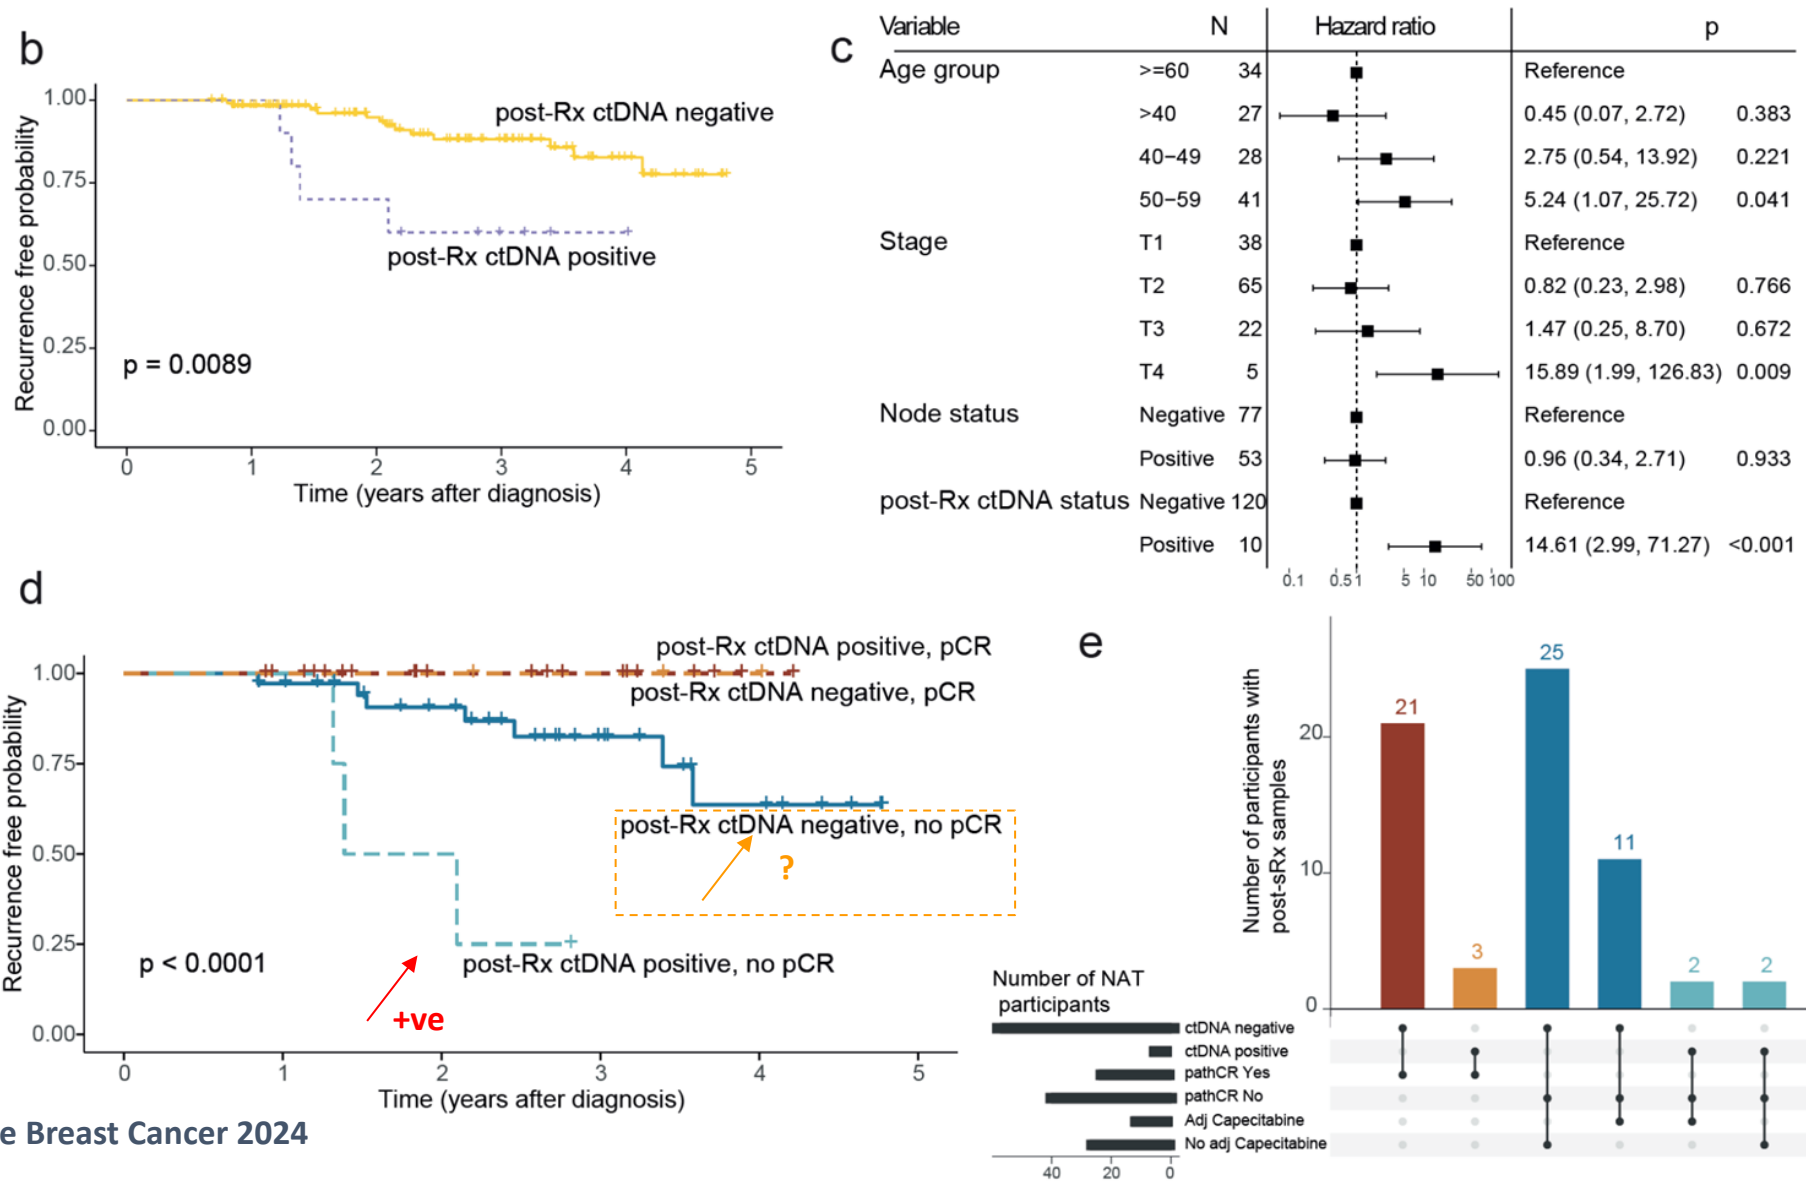 b
1.00
0.75
0.50
0.25
0.00
Recurrence free probability
post-Rx ctDNA negative
post-Rx ctDNA positive
p = 0.0089
0 1 2 3 4 5
Time (years after diagnosis)
c
Variable N Hazard ratio p
Age group >=60 34 Reference
>40 27 0.45 (0.07, 2.72) 0.383
40−49 28 2.75 (0.54, 13.92) 0.221
50−59 41 5.24 (1.07, 25.72) 0.041
Stage T1 38 Reference
T2 65 0.82 (0.23, 2.98) 0.766
T3 22 1.47 (0.25, 8.70) 0.672
T4 5 15.89 (1.99, 126.83) 0.009
Node status Negative 77 Reference
Positive 53 0.96 (0.34, 2.71) 0.933
post-Rx ctDNA status Negative 120 Reference
Positive 10 14.61 (2.99, 71.27) <0.001
0.1 0.5 1 5 10 50 100
d
1.00
0.75
0.50
0.25
0.00
Recurrence free probability
post-Rx ctDNA positive, pCR
post-Rx ctDNA negative, pCR
post-Rx ctDNA negative, no pCR
?
post-Rx ctDNA positive, no pCR
p < 0.0001
+ve
0 1 2 3 4 5
Time (years after diagnosis)
e Breast Cancer 2024
e
Number of participants with
post-sRx samples
20
10
0
21 3 25 11 2 2
Number of NAT
participants
ctDNA negative
ctDNA positive
pathCR Yes
pathCR No
Adj Capecitabine
No adj Capecitabine
40 20 0